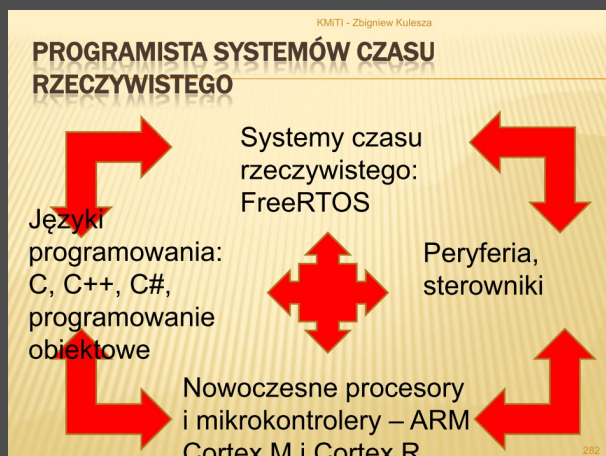 KMiTI - Zbigniew Kulesza
PROGRAMISTA SYSTEMÓW CZASU
RZECZYWISTEGO
Systemy czasu
rzeczywistego:
FreeRTOS
Języki
programowania:
C, C++, C#,
programowanie
obiektowe
Peryferia,
sterowniki
Nowoczesne procesory
i mikrokontrolery – ARM
Cortex M i Cortex R
282